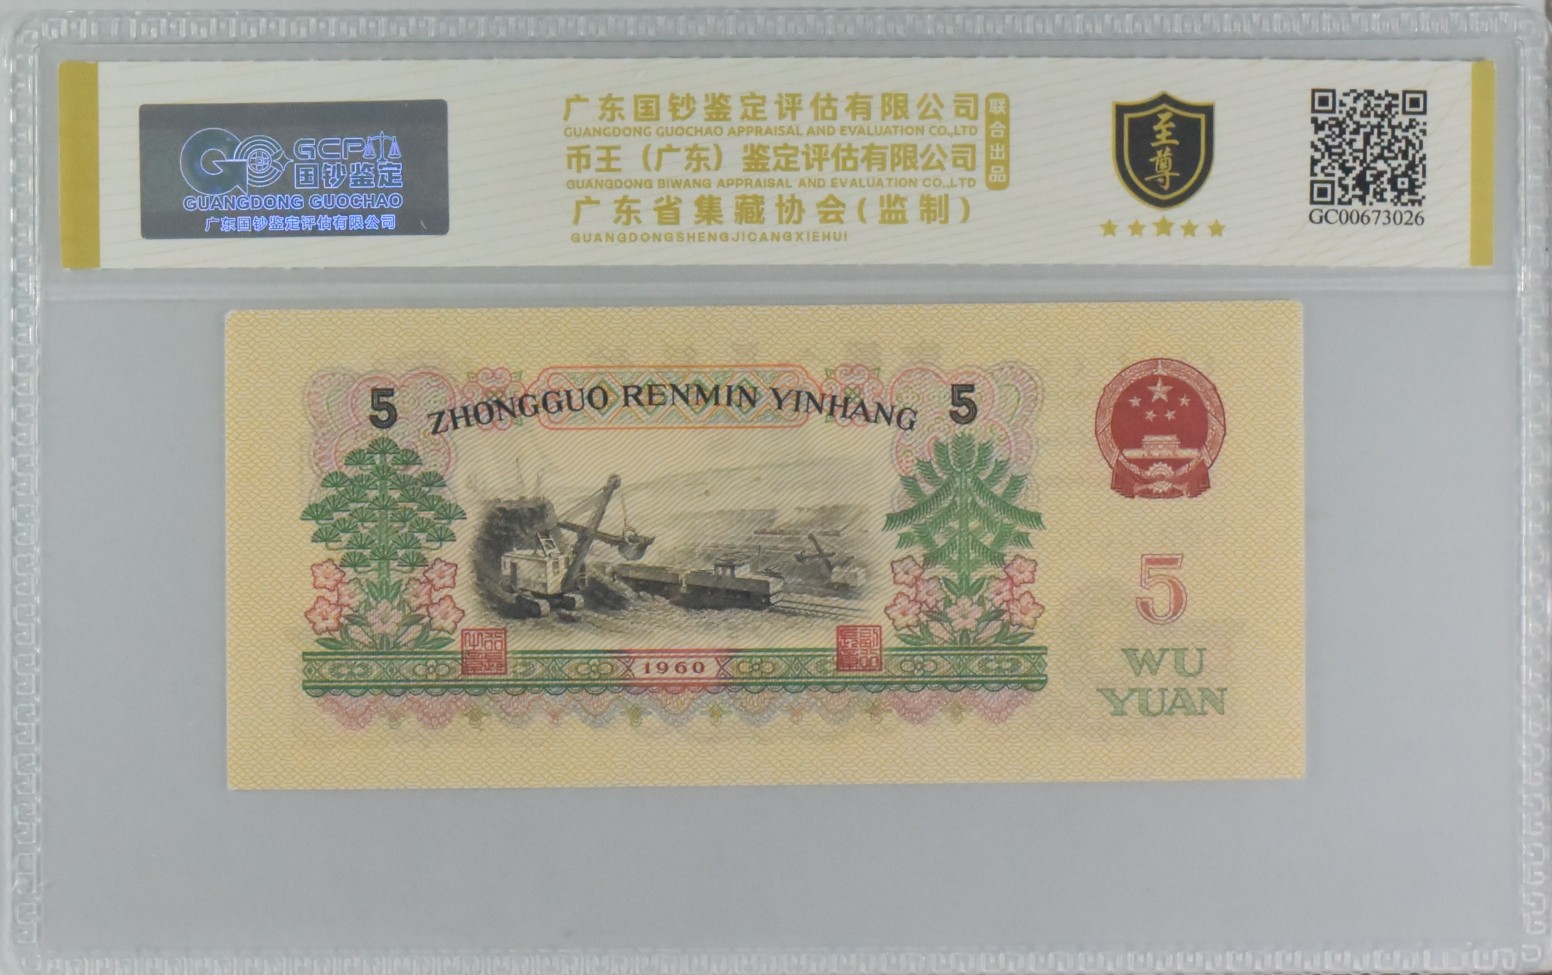 GCP
国钞鉴定
GUANGDONG GUOCHAO
广东国钞鉴定评估有限公司
广东国钞鉴定评估有限公司
GUANGDONG GUOCHAO APPRAISAL AND EVALUATION CO.,LTD
币王（广东）鉴定评估有限公司
GUANGDONG BIWANG APPRAISAL AND EVALUATION CO.,LTD
广东省集藏协会(监制)
GUANGDONGSHENGJICANGXIEHUI
联合出品
至尊
GC00673026
5 ZHONGGUO RENMIN YINHANG 5
1960
5
WU
YUAN